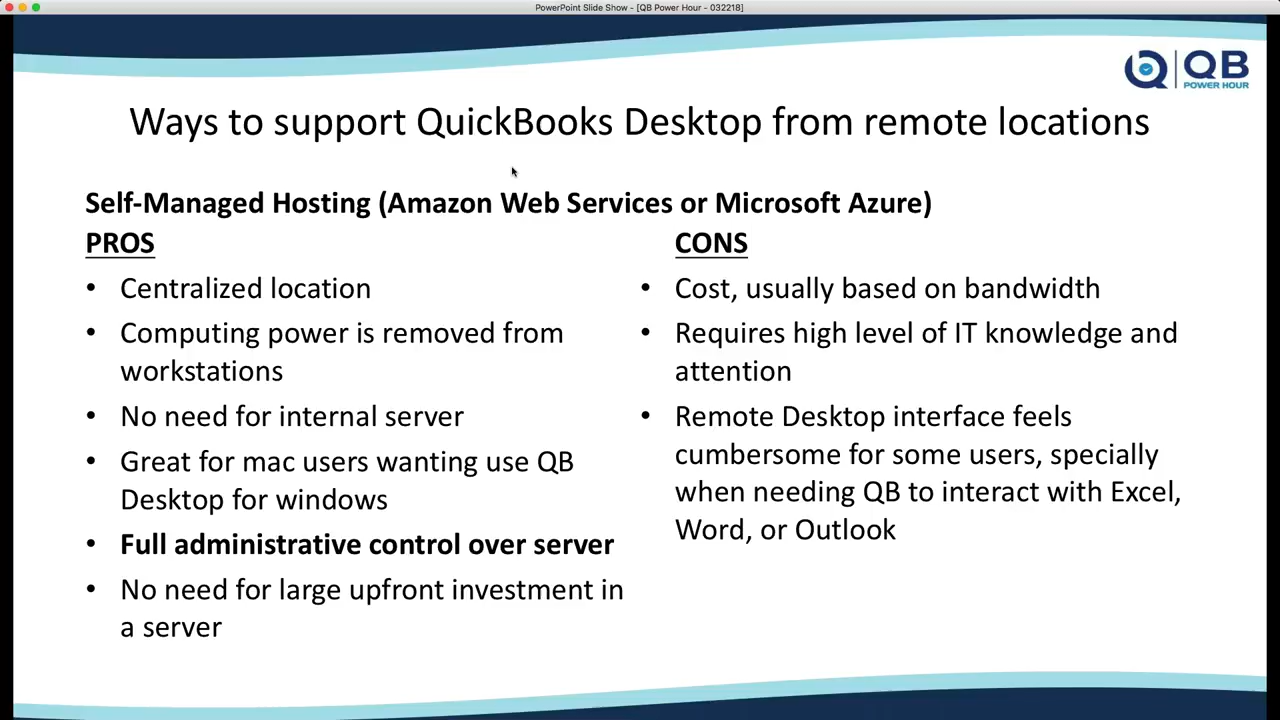 PowerPoint Slide Show - [QB Power Hour - 032218]
QB
POWER HOUR
Ways to support QuickBooks Desktop from remote locations
Self-Managed Hosting (Amazon Web Services or Microsoft Azure)
PROS
• Centralized location
• Computing power is removed from
workstations
• No need for internal server
• Great for mac users wanting use QB
Desktop for windows
• Full administrative control over server
• No need for large upfront investment in
a server
CONS
• Cost, usually based on bandwidth
• Requires high level of IT knowledge and
attention
• Remote Desktop interface feels
cumbersome for some users, specially
when needing QB to interact with Excel,
Word, or Outlook